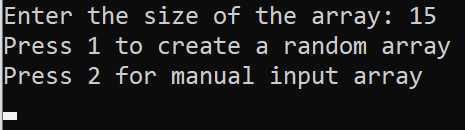 Enter the size of the array: 15
Press 1 to create a random array
Press 2 for manual input array